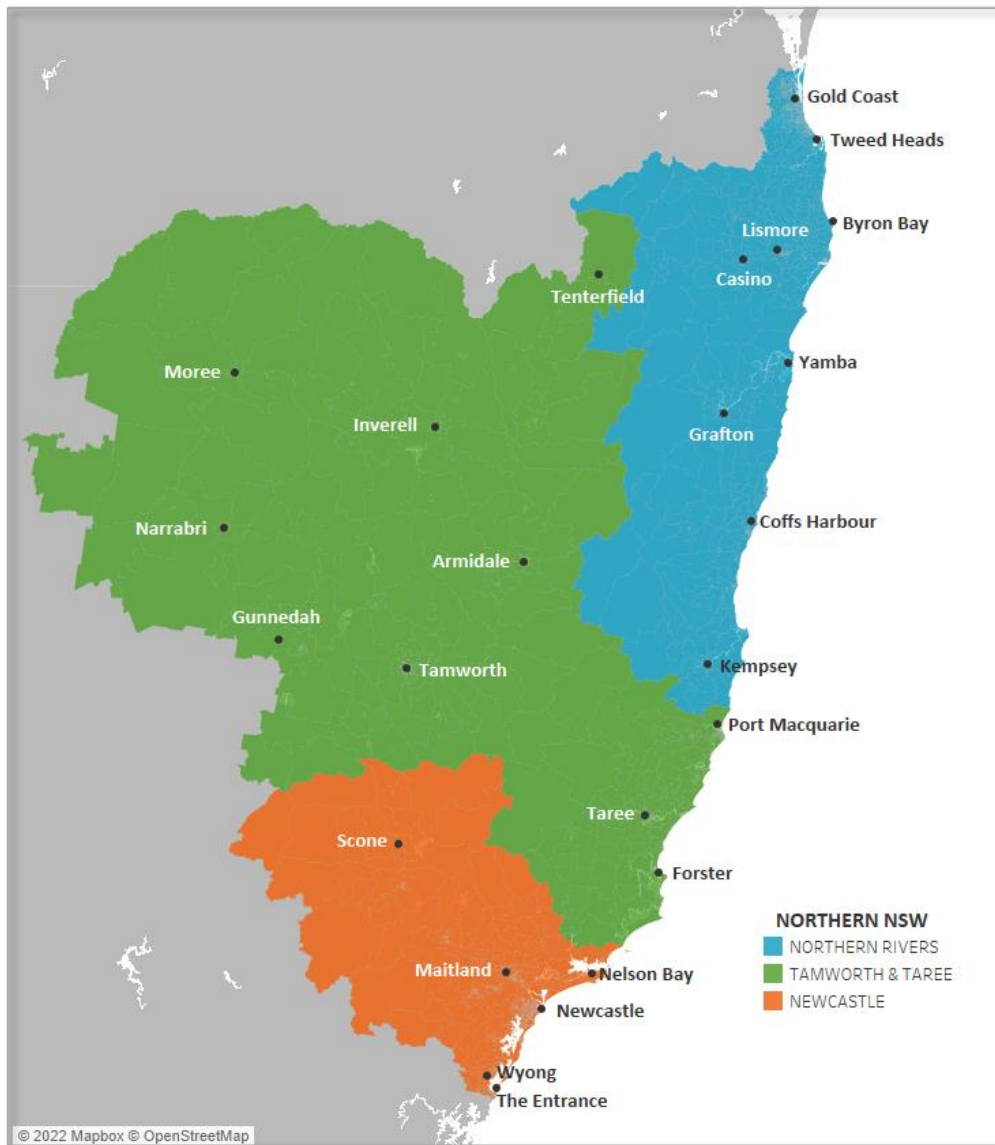 Gold Coast
Tweed Heads
Byron Bay
Lismore
Casino
Tenterfield
Yamba
Moree
Grafton
Inverell
Coffs Harbour
Narrabri
Armidale
Gunnedah
Kempsey
Tamworth
Port Macquarie
Taree
Scone
Forster
NORTHERN NSW
NORTHERN RIVERS
TAMWORTH & TAREE
NEWCASTLE
Maitland
Nelson Bay
Newcastle
Wyong
The Entrance
© 2022 Mapbox © OpenStreetMap